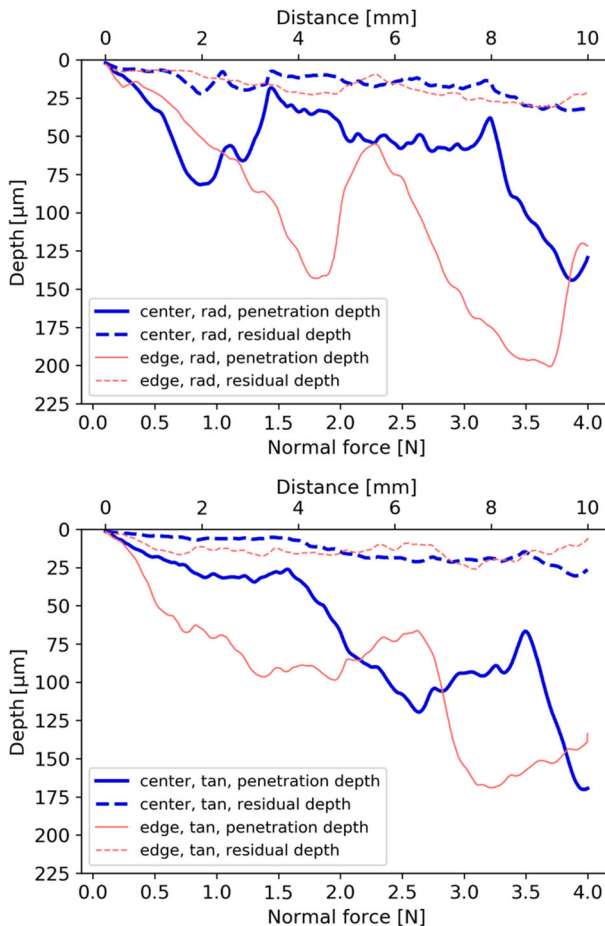 Distance [mm]
0 2 4 6 8 10
0
25
50
75
100
125
150
175
200
225
Depth [µm]
center, rad, penetration depth
center, rad, residual depth
edge, rad, penetration depth
edge, rad, residual depth
0.0 0.5 1.0 1.5 2.0 2.5 3.0 3.5 4.0
Normal force [N]
Distance [mm]
0 2 4 6 8 10
0
25
50
75
100
125
150
175
200
225
Depth [µm]
center, tan, penetration depth
center, tan, residual depth
edge, tan, penetration depth
edge, tan, residual depth
0.0 0.5 1.0 1.5 2.0 2.5 3.0 3.5 4.0
Normal force [N]